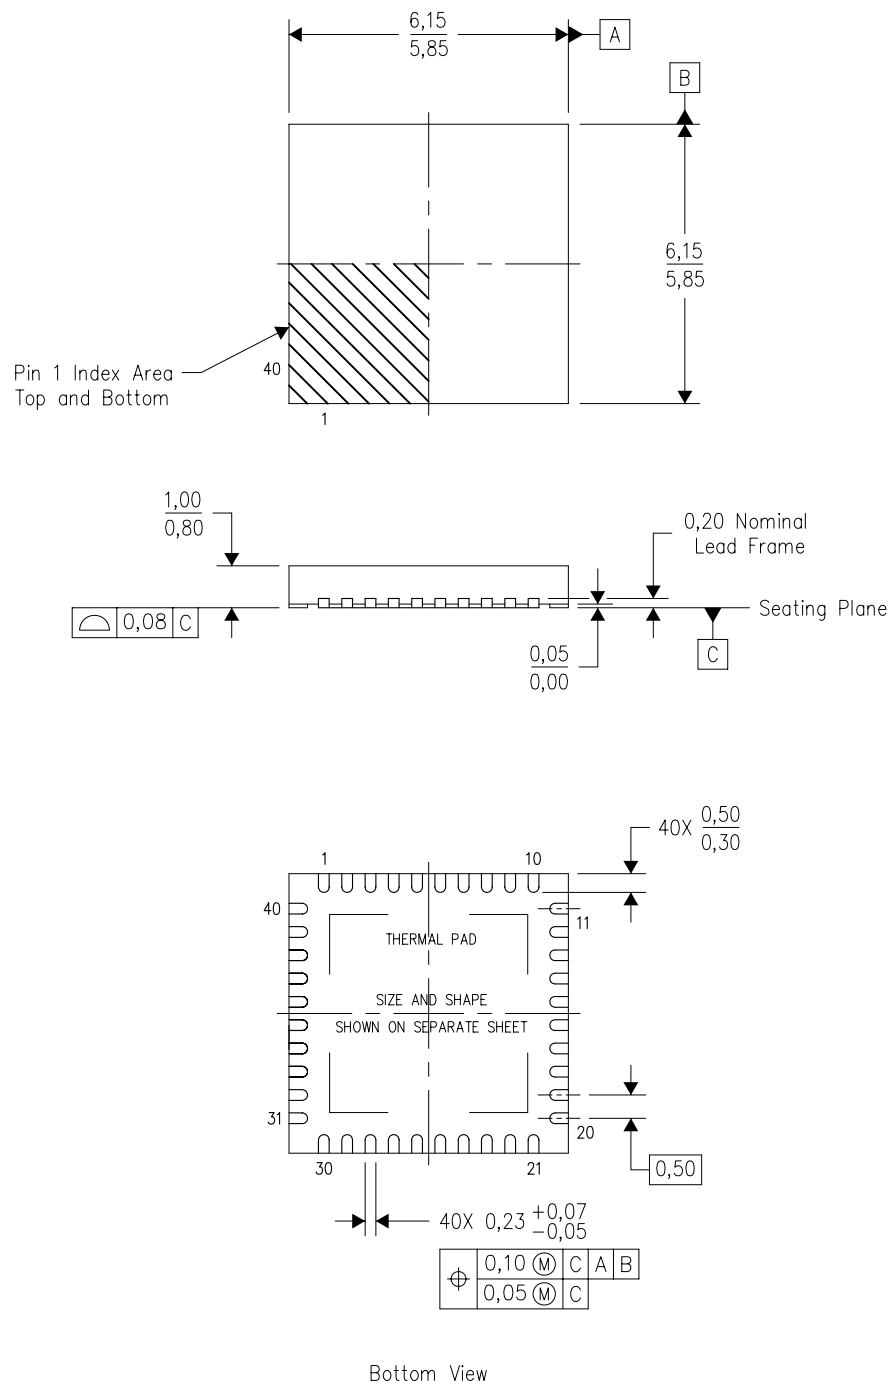 6,15
5,85
A
B
6,15
5,85
Pin 1 Index Area
Top and Bottom
40
1
1,00
0,80
0,20 Nominal
Lead Frame
0,08 C
Seating Plane
0,05
0,00
C
40X 0,50
0,30
1
10
40
11
THERMAL PAD
SIZE AND SHAPE
SHOWN ON SEPARATE SHEET
31
20
30
21
0,50
40X 0,23 +0,07
−0,05
0,10 Ⓜ C A B
0,05 Ⓜ C
Bottom View